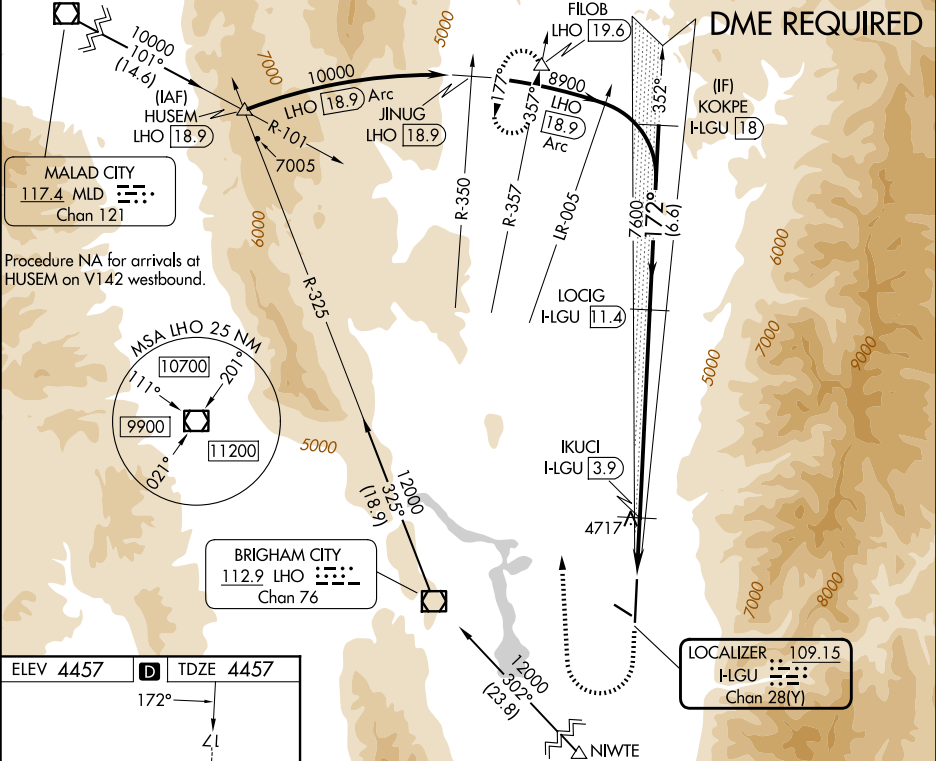 DME REQUIRED
10000
101°
(14.6)
(IAF)
HUSEM
LHO 18.9
7000
5000
10000
LHO 18.9 Arc
JINUG
LHO 18.9
FILOB
LHO 19.6
177°
357°
8900
LHO
18.9
Arc
352°
(IF)
KOKPE
I-LGU 18
R-101
7005
MALAD CITY
117.4 MLD
Chan 121
6000
R-350
R-357
LR-005
7600
172°
(6.6)
Procedure NA for arrivals at
HUSEM on V142 westbound.
R-325
LOCIG
I-LGU 11.4
6000
7000
5000
9000
MSA LHO 25 NM
10700
111°
201°
9900
11200
021°
5000
12000
325°
(18.9)
IKUCI
I-LGU 3.9
4717
BRIGHAM CITY
112.9 LHO
Chan 76
7000
8000
12000
302°
(23.8)
NIWTE
LOCALIZER 109.15
I-LGU
Chan 28(Y)
ELEV 4457 D TDZE 4457
172°